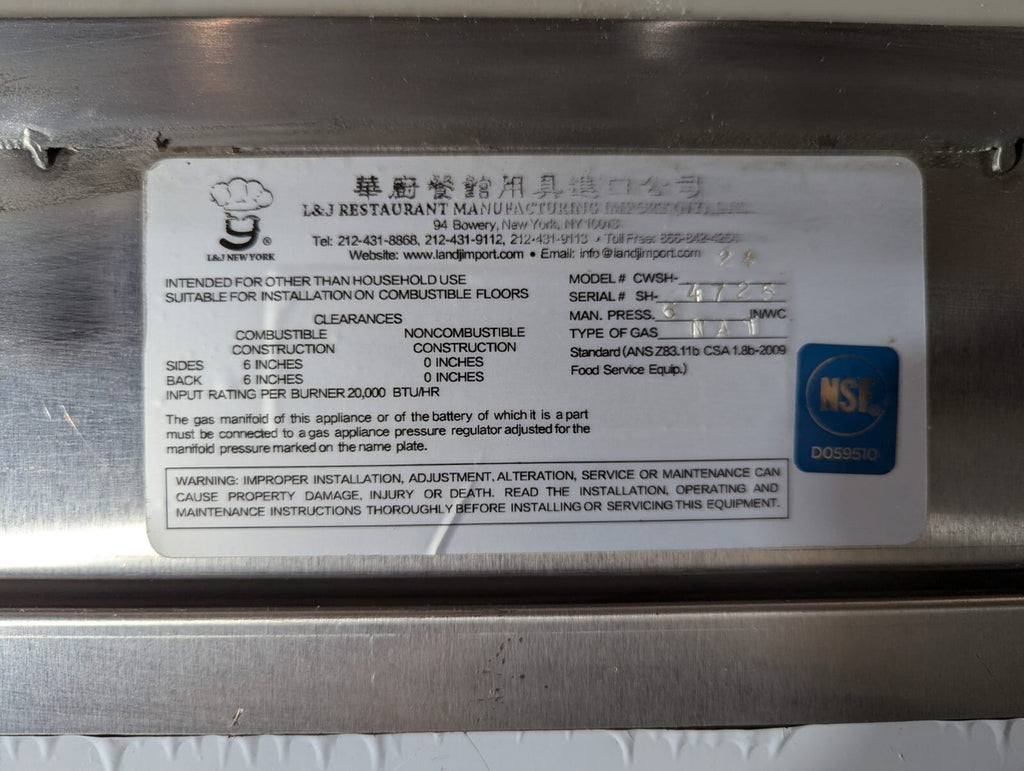 華廚餐館用具進口公司
L&J RESTAURANT MANUFACTURING
94 Bowery, New York, NY 10013
Tel: 212-431-8868, 212-431-9112, 212-431-9113 • Toll Free:
Website: www.landjimport.com • Email: info@landjimport.com
L&J NEW YORK ®
INTENDED FOR OTHER THAN HOUSEHOLD USE
SUITABLE FOR INSTALLATION ON COMBUSTIBLE FLOORS
CLEARANCES
COMBUSTIBLE NONCOMBUSTIBLE
CONSTRUCTION CONSTRUCTION
SIDES 6 INCHES 0 INCHES
BACK 6 INCHES 0 INCHES
INPUT RATING PER BURNER 20,000 BTU/HR
The gas manifold of this appliance or of the battery of which it is a part
must be connected to a gas appliance pressure regulator adjusted for the
manifold pressure marked on the name plate.
MODEL # CWSH- 24
SERIAL # SH- 4725
MAN. PRESS. 6 IN/WC
TYPE OF GAS NAT
Standard (ANS Z83.11b CSA 1.8b-2009
Food Service Equip.)
NSF®
D059510
WARNING: IMPROPER INSTALLATION, ADJUSTMENT, ALTERATION, SERVICE OR MAINTENANCE CAN
CAUSE PROPERTY DAMAGE, INJURY OR DEATH. READ THE INSTALLATION, OPERATING AND
MAINTENANCE INSTRUCTIONS THOROUGHLY BEFORE INSTALLING OR SERVICING THIS EQUIPMENT.